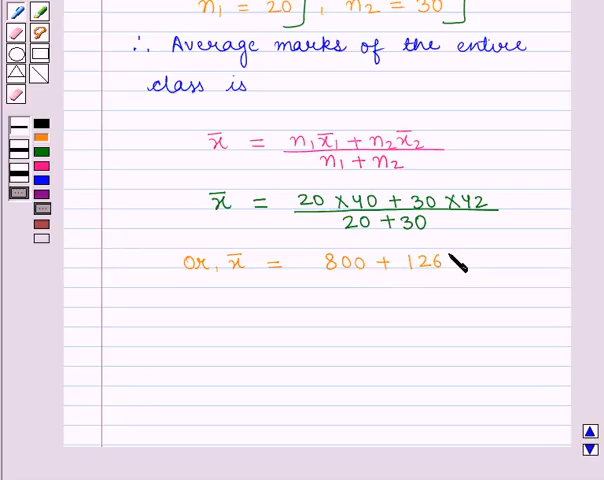 n₁ = 20 ] , n₂ = 30 ]
∴ Average marks of the entire
class is
x̄ = (n₁x̄₁ + n₂x̄₂) / (n₁ + n₂)
x̄ = (20 × 40 + 30 × 42) / (20 + 30)
Or, x̄ = 800 + 126